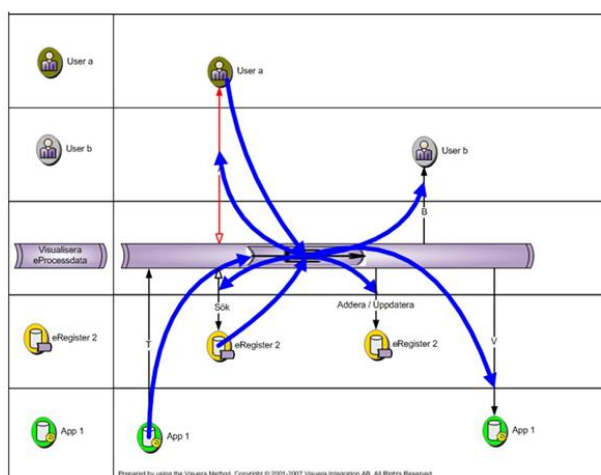 User a
User a
User b
User b
B
Visualisera
eProcessdata
Sök
Addera / Uppdatera
T
V
eRegister 2
eRegister 2
eRegister 2
App 1
App 1
App 1
Prepared by using the Visuera Method. Copyright © 2001-2007 Visuera Integration AB. All Rights Reserved.